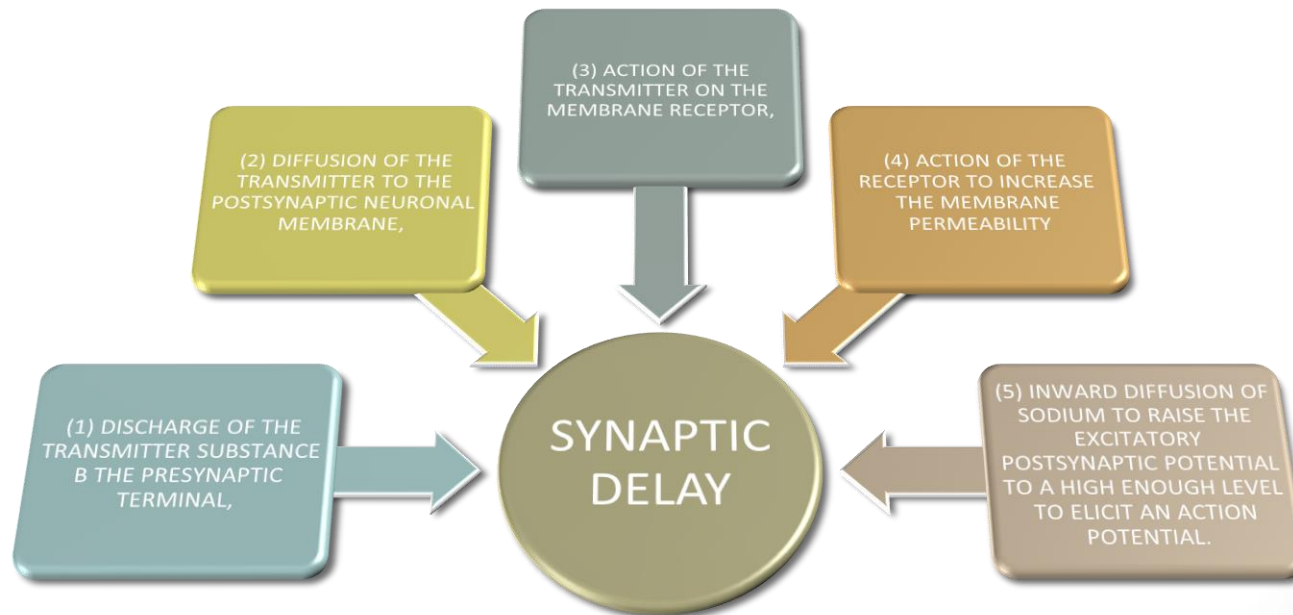 (1) DISCHARGE OF THE
TRANSMITTER SUBSTANCE
B THE PRESYNAPTIC
TERMINAL,
(2) DIFFUSION OF THE
TRANSMITTER TO THE
POSTSYNAPTIC NEURONAL
MEMBRANE,
(3) ACTION OF THE
TRANSMITTER ON THE
MEMBRANE RECEPTOR,
(4) ACTION OF THE
RECEPTOR TO INCREASE
THE MEMBRANE
PERMEABILITY
(5) INWARD DIFFUSION OF
SODIUM TO RAISE THE
EXCITATORY
POSTSYNAPTIC POTENTIAL
TO A HIGH ENOUGH LEVEL
TO ELICIT AN ACTION
POTENTIAL.
SYNAPTIC
DELAY